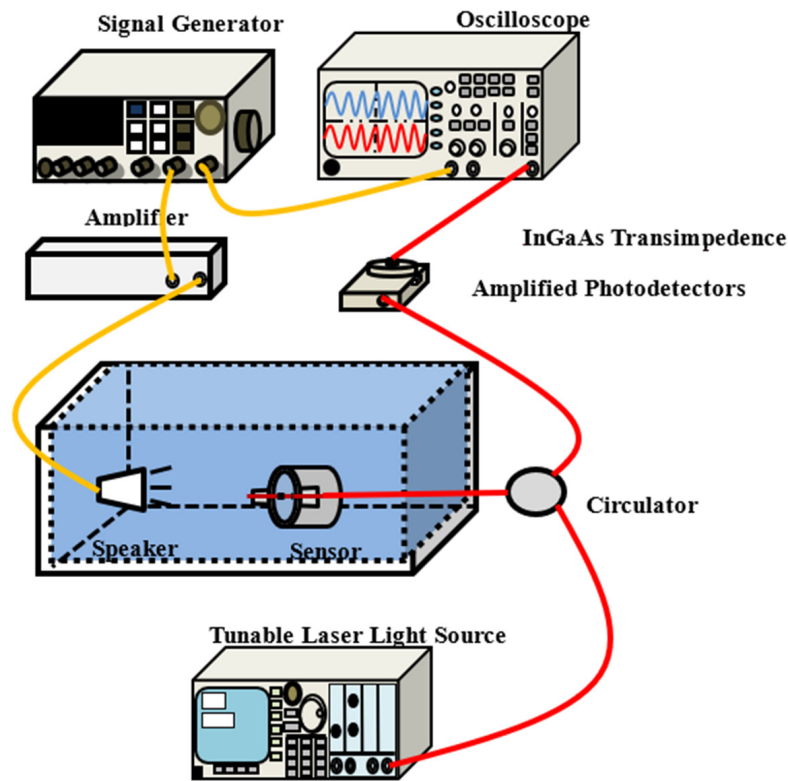 Signal Generator
Oscilloscope
Amplifier
InGaAs Transimpedence
Amplified Photodetectors
Circulator
Speaker
Sensor
Tunable Laser Light Source